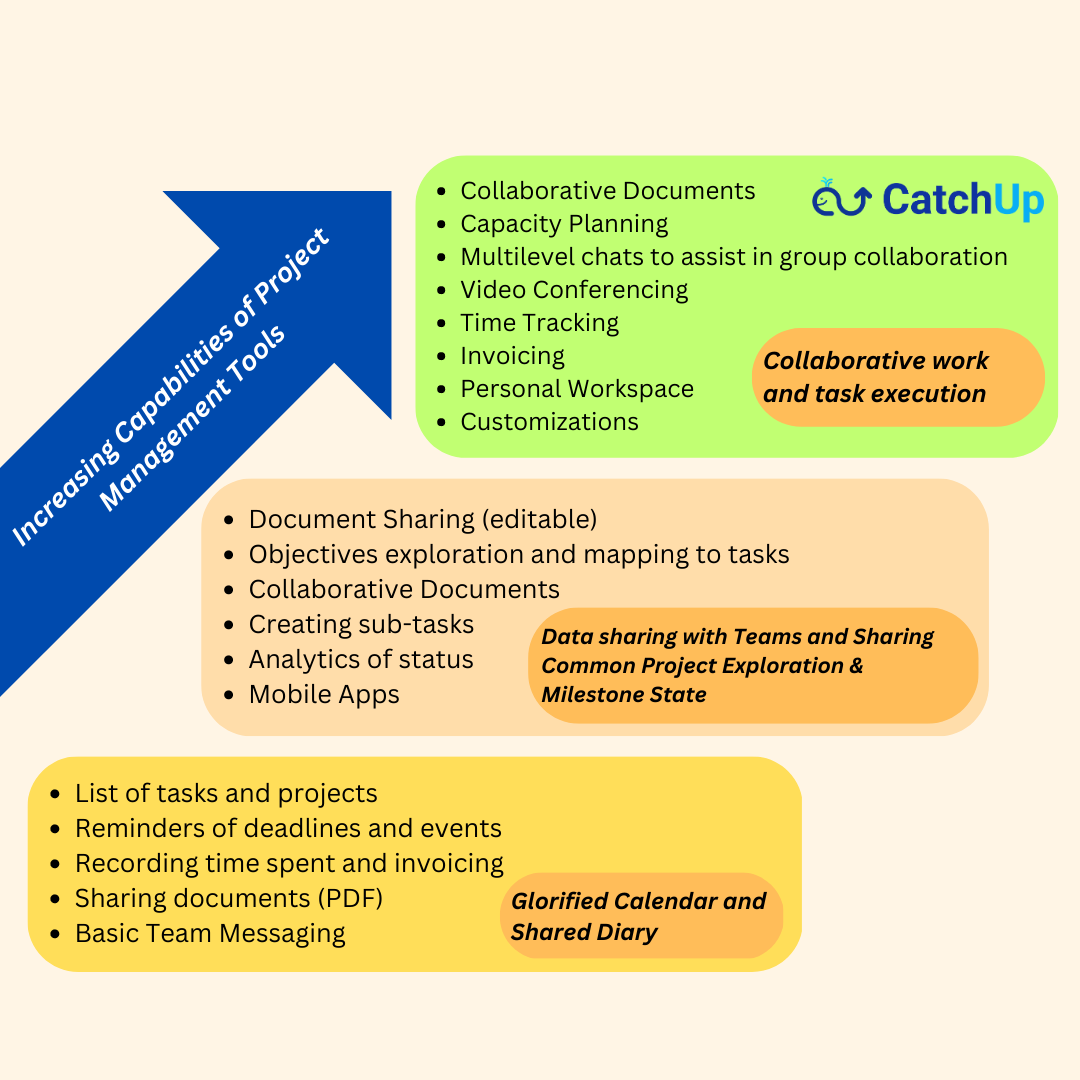 Increasing Capabilities of Project
Management Tools
• Collaborative Documents
• Capacity Planning
• Multilevel chats to assist in group collaboration
• Video Conferencing
• Time Tracking
• Invoicing
• Personal Workspace
• Customizations
CatchUp
Collaborative work
and task execution
• Document Sharing (editable)
• Objectives exploration and mapping to tasks
• Collaborative Documents
• Creating sub-tasks
• Analytics of status
• Mobile Apps
Data sharing with Teams and Sharing
Common Project Exploration &
Milestone State
• List of tasks and projects
• Reminders of deadlines and events
• Recording time spent and invoicing
• Sharing documents (PDF)
• Basic Team Messaging
Glorified Calendar and
Shared Diary